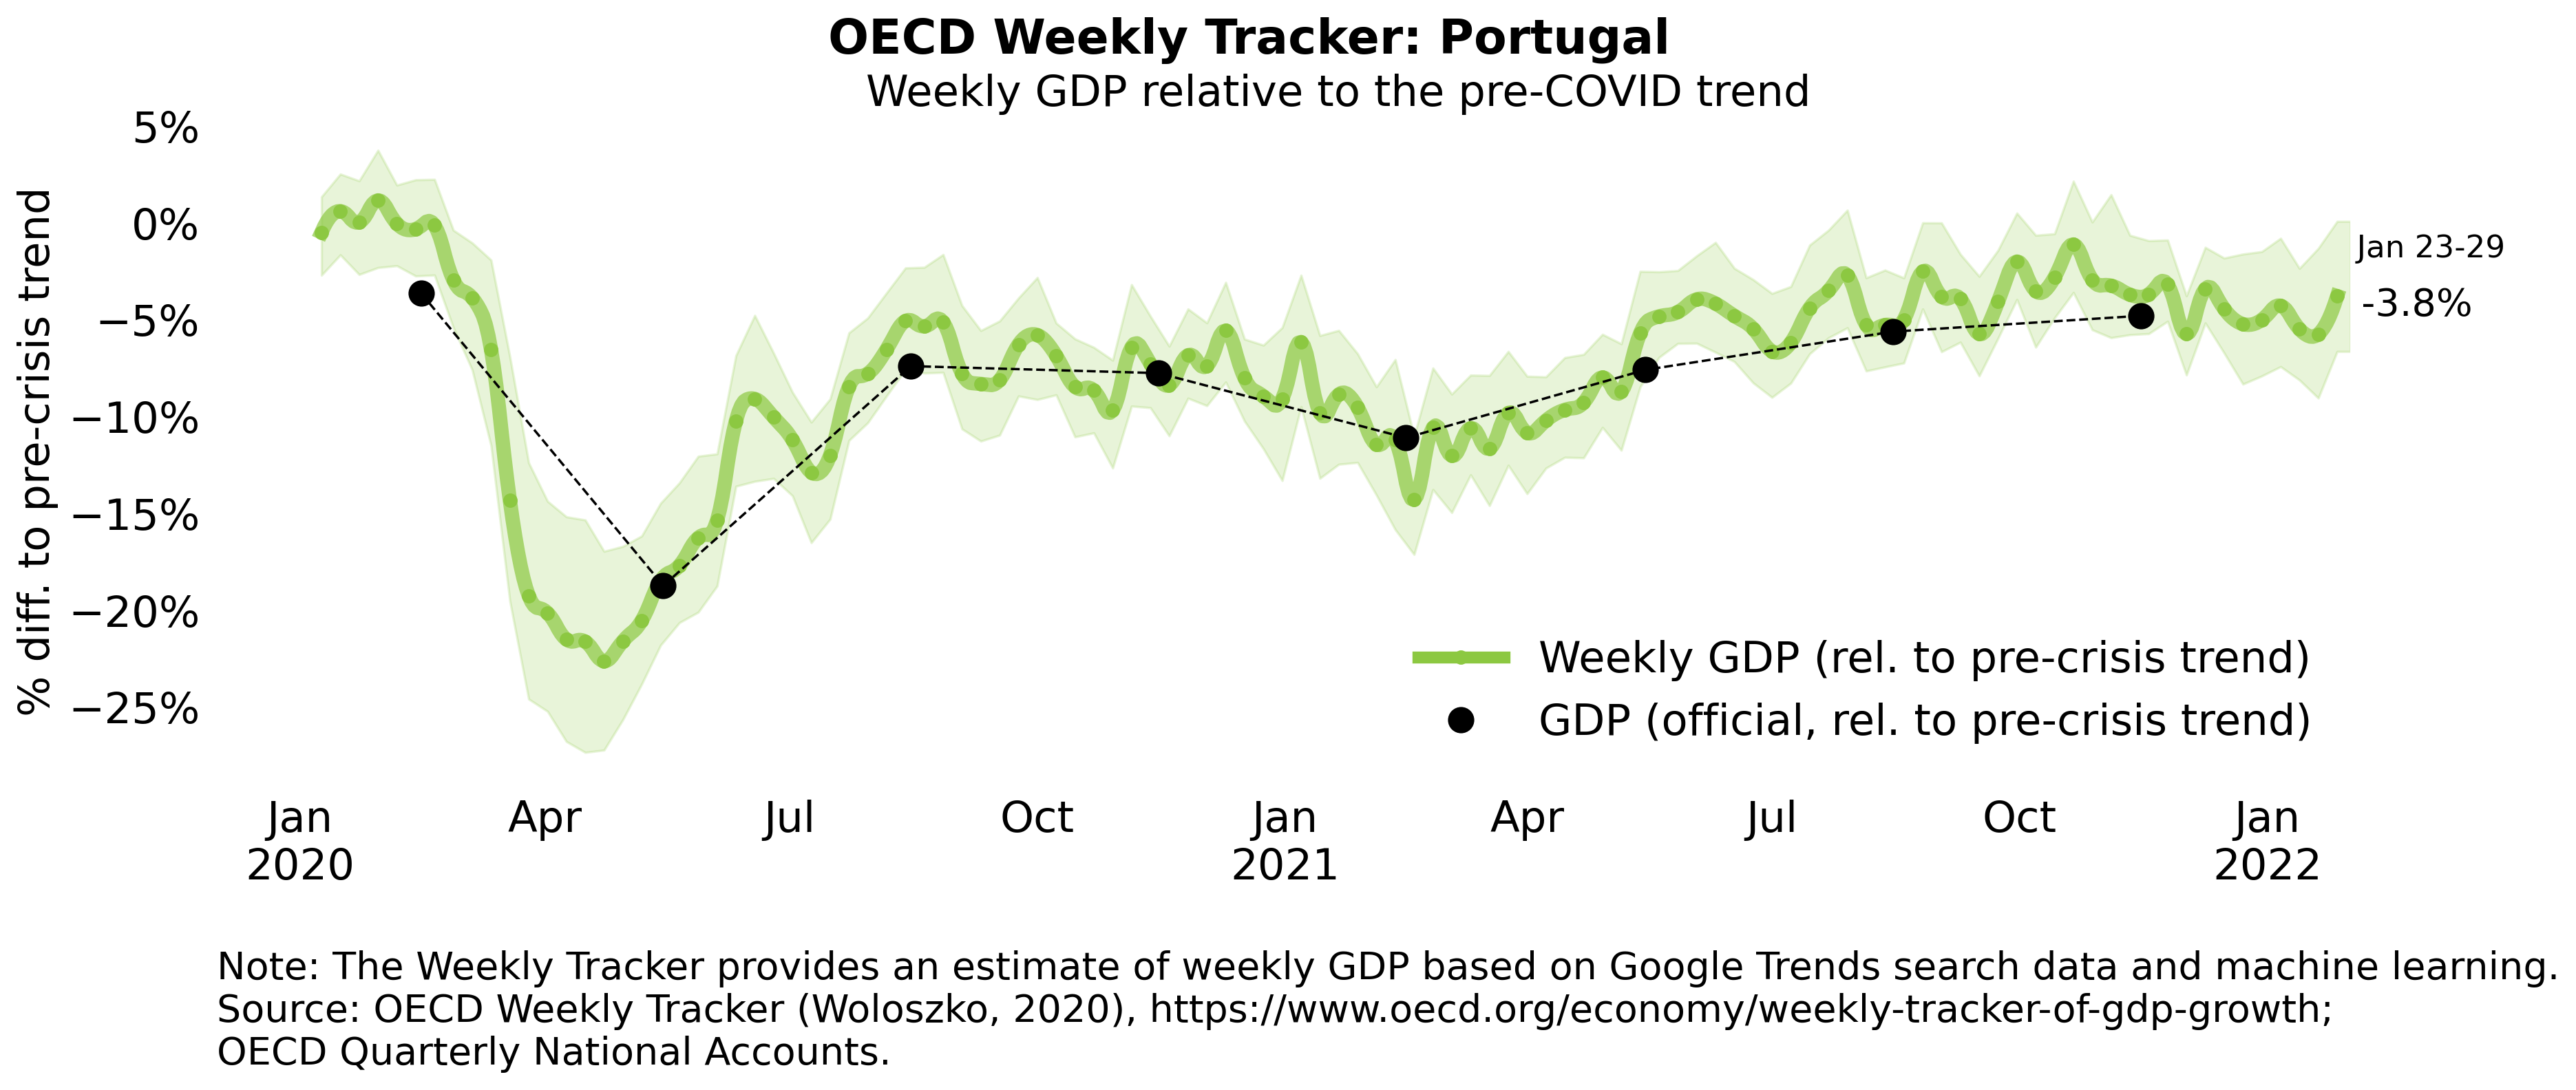 OECD Weekly Tracker: Portugal
Weekly GDP relative to the pre-COVID trend
% diff. to pre-crisis trend
5%
0%
−5%
−10%
−15%
−20%
−25%
Jan 23-29
-3.8%
Weekly GDP (rel. to pre-crisis trend)
GDP (official, rel. to pre-crisis trend)
Jan Apr Jul Oct Jan Apr Jul Oct Jan
2020 2021 2022
Note: The Weekly Tracker provides an estimate of weekly GDP based on Google Trends search data and machine learning.
Source: OECD Weekly Tracker (Woloszko, 2020), https://www.oecd.org/economy/weekly-tracker-of-gdp-growth;
OECD Quarterly National Accounts.